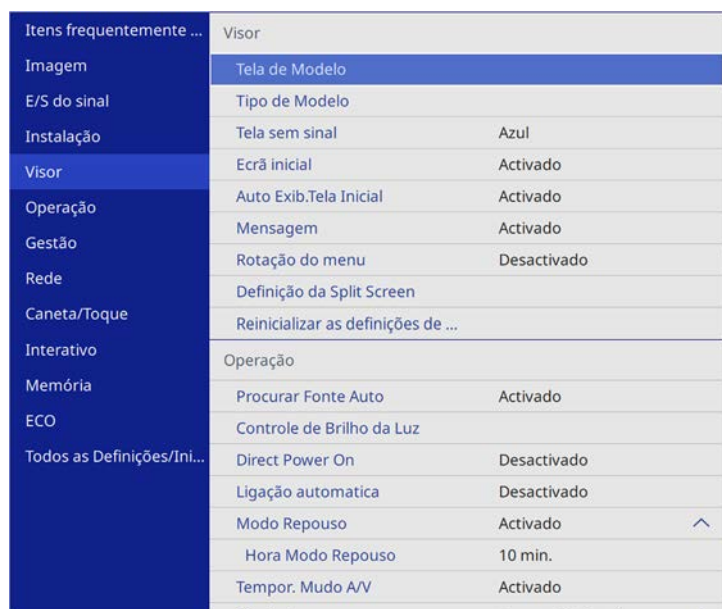 Itens frequentemente ...
Imagem
E/S do sinal
Instalação
Visor
Operação
Gestão
Rede
Caneta/Toque
Interativo
Memória
ECO
Todos as Definições/Ini...
Visor
Tela de Modelo
Tipo de Modelo
Tela sem sinal Azul
Ecrã inicial Activado
Auto Exib.Tela Inicial Activado
Mensagem Activado
Rotação do menu Desactivado
Definição da Split Screen
Reinicializar as definições de ...
Operação
Procurar Fonte Auto Activado
Controle de Brilho da Luz
Direct Power On Desactivado
Ligação automatica Desactivado
Modo Repouso Activado
Hora Modo Repouso 10 min.
Tempor. Mudo A/V Activado